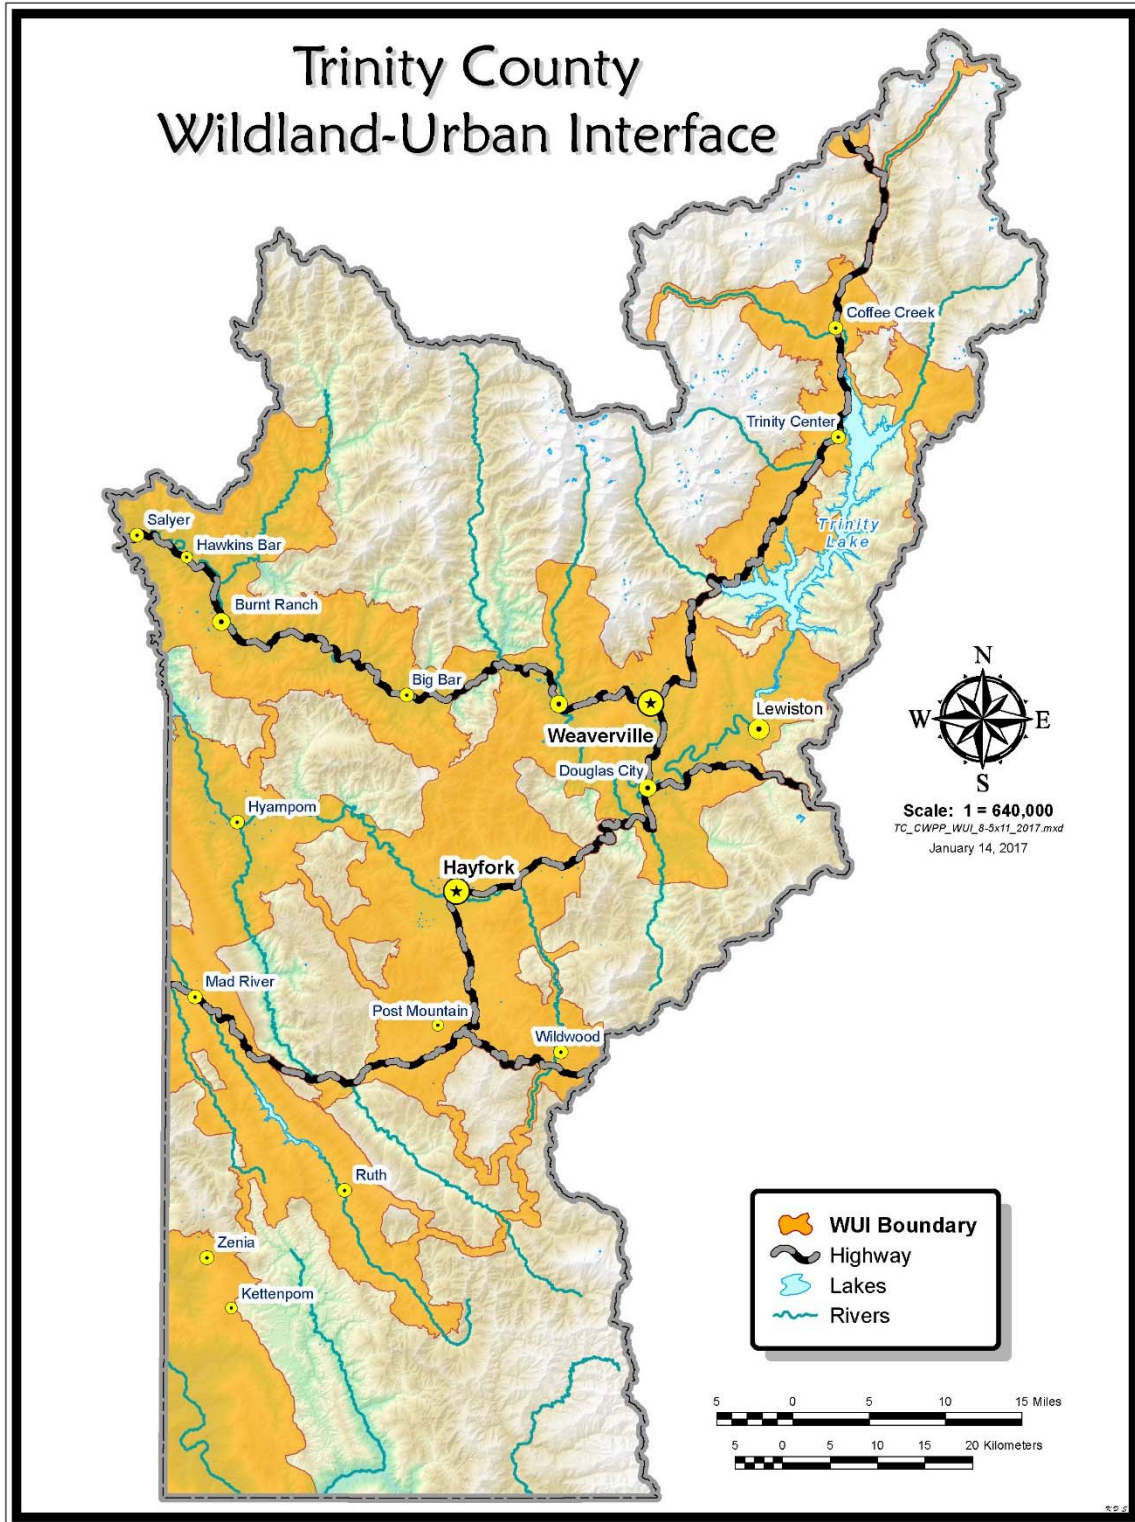 Trinity County
Wildland-Urban Interface
Coffee Creek
Trinity Center
Trinity
Lake
Salyer
Hawkins Bar
Burnt Ranch
Big Bar
Weaverville
Lewiston
Douglas City
Hyampom
Hayfork
Mad River
Post Mountain
Wildwood
Ruth
Zenia
Kettenpom
N
W
E
S
Scale: 1 = 640,000
TC_CWPP_WUI_8-5x11_2017.mxd
January 14, 2017
WUI Boundary
Highway
Lakes
Rivers
5 0 5 10 15 Miles
5 0 5 10 15 20 Kilometers
KDS